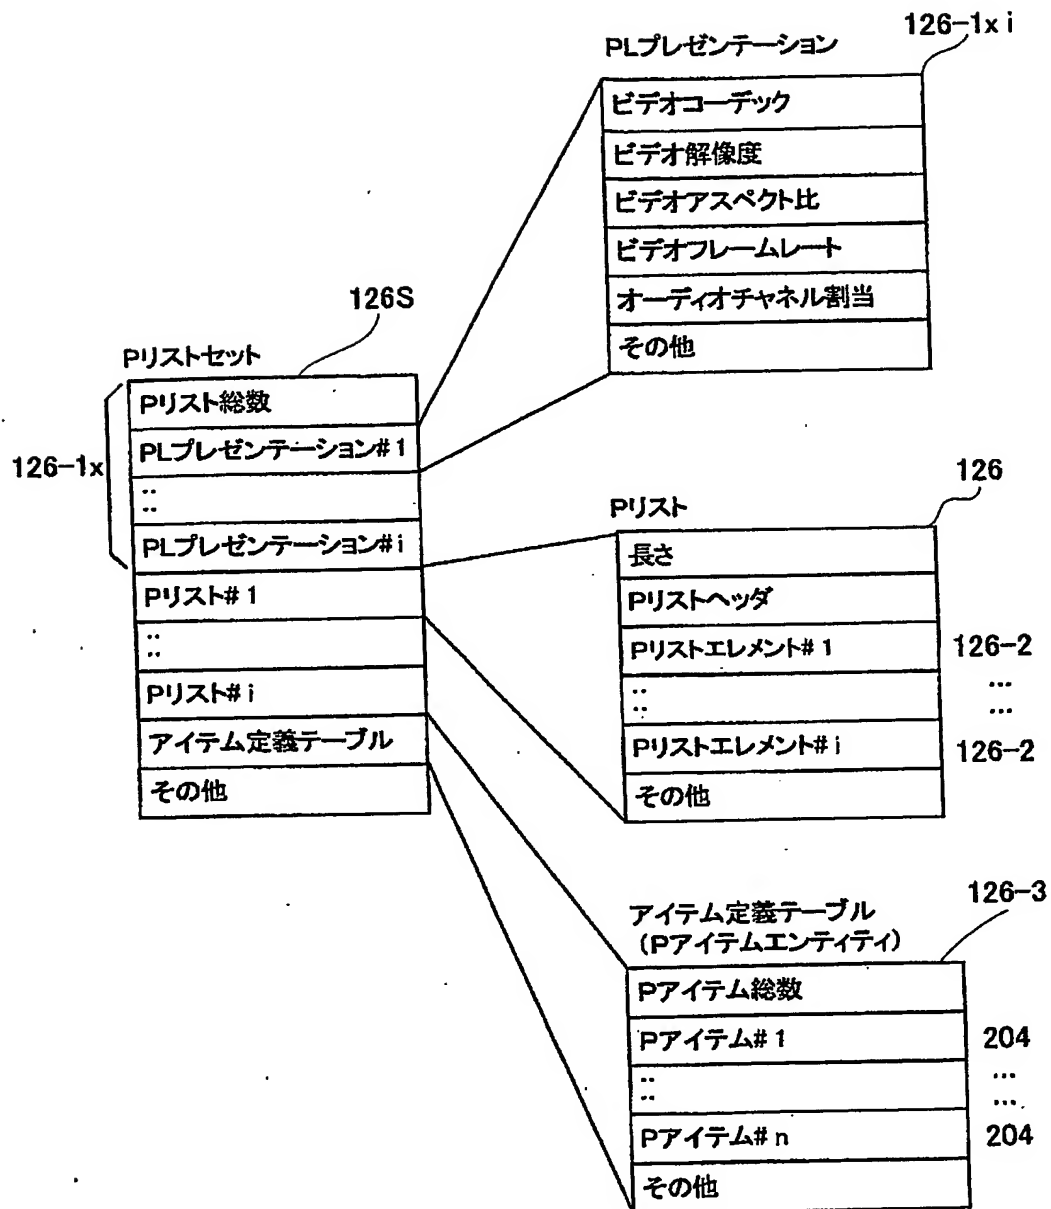 PLプレゼンテーション
126-1x i
ビデオコーデック
ビデオ解像度
ビデオアスペクト比
ビデオフレームレート
オーディオチャネル割当
その他
126S
Pリストセット
126-1x
Pリスト総数
PLプレゼンテーション#1
:
:
PLプレゼンテーション#i
Pリスト#1
:
:
Pリスト#i
アイテム定義テーブル
その他
126
Pリスト
長さ
Pリストヘッダ
Pリストエレメント#1 126-2
: ...
: ...
Pリストエレメント#i 126-2
その他
126-3
アイテム定義テーブル
(Pアイテムエンティティ)
Pアイテム総数
Pアイテム#1 204
: ...
: ...
Pアイテム#n 204
その他